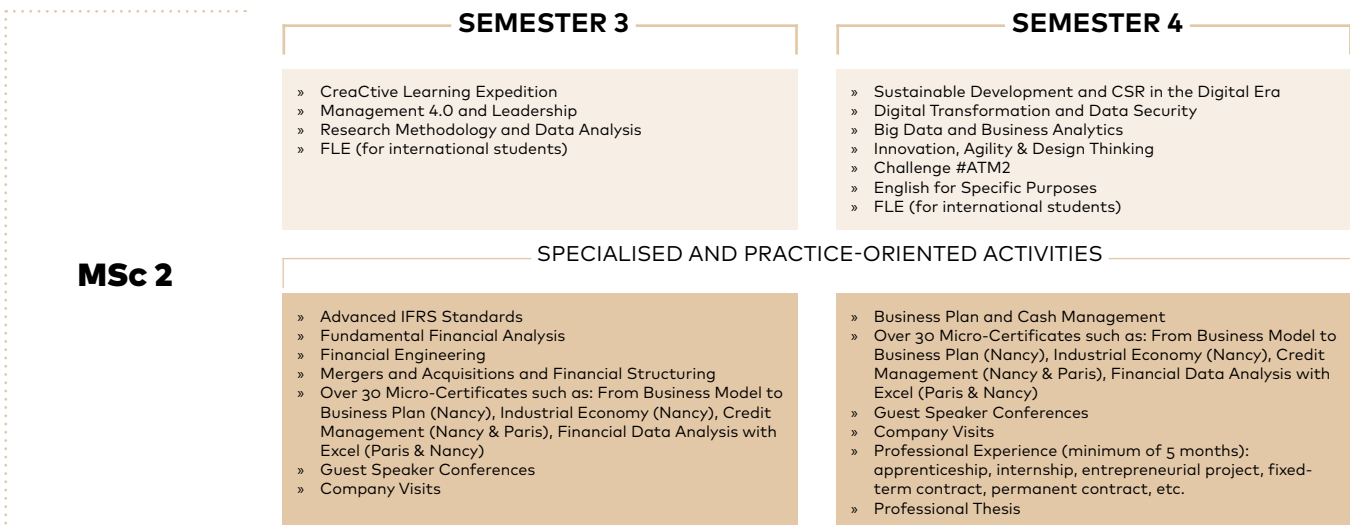 SEMESTER 3
» CreaCtive Learning Expedition
» Management 4.0 and Leadership
» Research Methodology and Data Analysis
» FLE (for international students)
SEMESTER 4
» Sustainable Development and CSR in the Digital Era
» Digital Transformation and Data Security
» Big Data and Business Analytics
» Innovation, Agility & Design Thinking
» Challenge #ATM2
» English for Specific Purposes
» FLE (for international students)
MSc 2
SPECIALISED AND PRACTICE-ORIENTED ACTIVITIES
» Advanced IFRS Standards
» Fundamental Financial Analysis
» Financial Engineering
» Mergers and Acquisitions and Financial Structuring
» Over 30 Micro-Certificates such as: From Business Model to
Business Plan (Nancy), Industrial Economy (Nancy), Credit
Management (Nancy & Paris), Financial Data Analysis with
Excel (Paris & Nancy)
» Guest Speaker Conferences
» Company Visits
» Business Plan and Cash Management
» Over 30 Micro-Certificates such as: From Business Model to
Business Plan (Nancy), Industrial Economy (Nancy), Credit
Management (Nancy & Paris), Financial Data Analysis with
Excel (Paris & Nancy)
» Guest Speaker Conferences
» Company Visits
» Professional Experience (minimum of 5 months):
apprenticeship, internship, entrepreneurial project, fixed-
term contract, permanent contract, etc.
» Professional Thesis